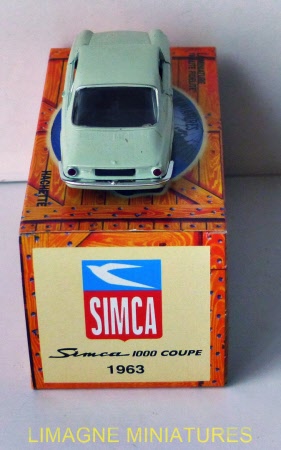 HACHETTE
SIMCA
Simca 1000 COUPE
1963
LIMAGNE MINIATURES